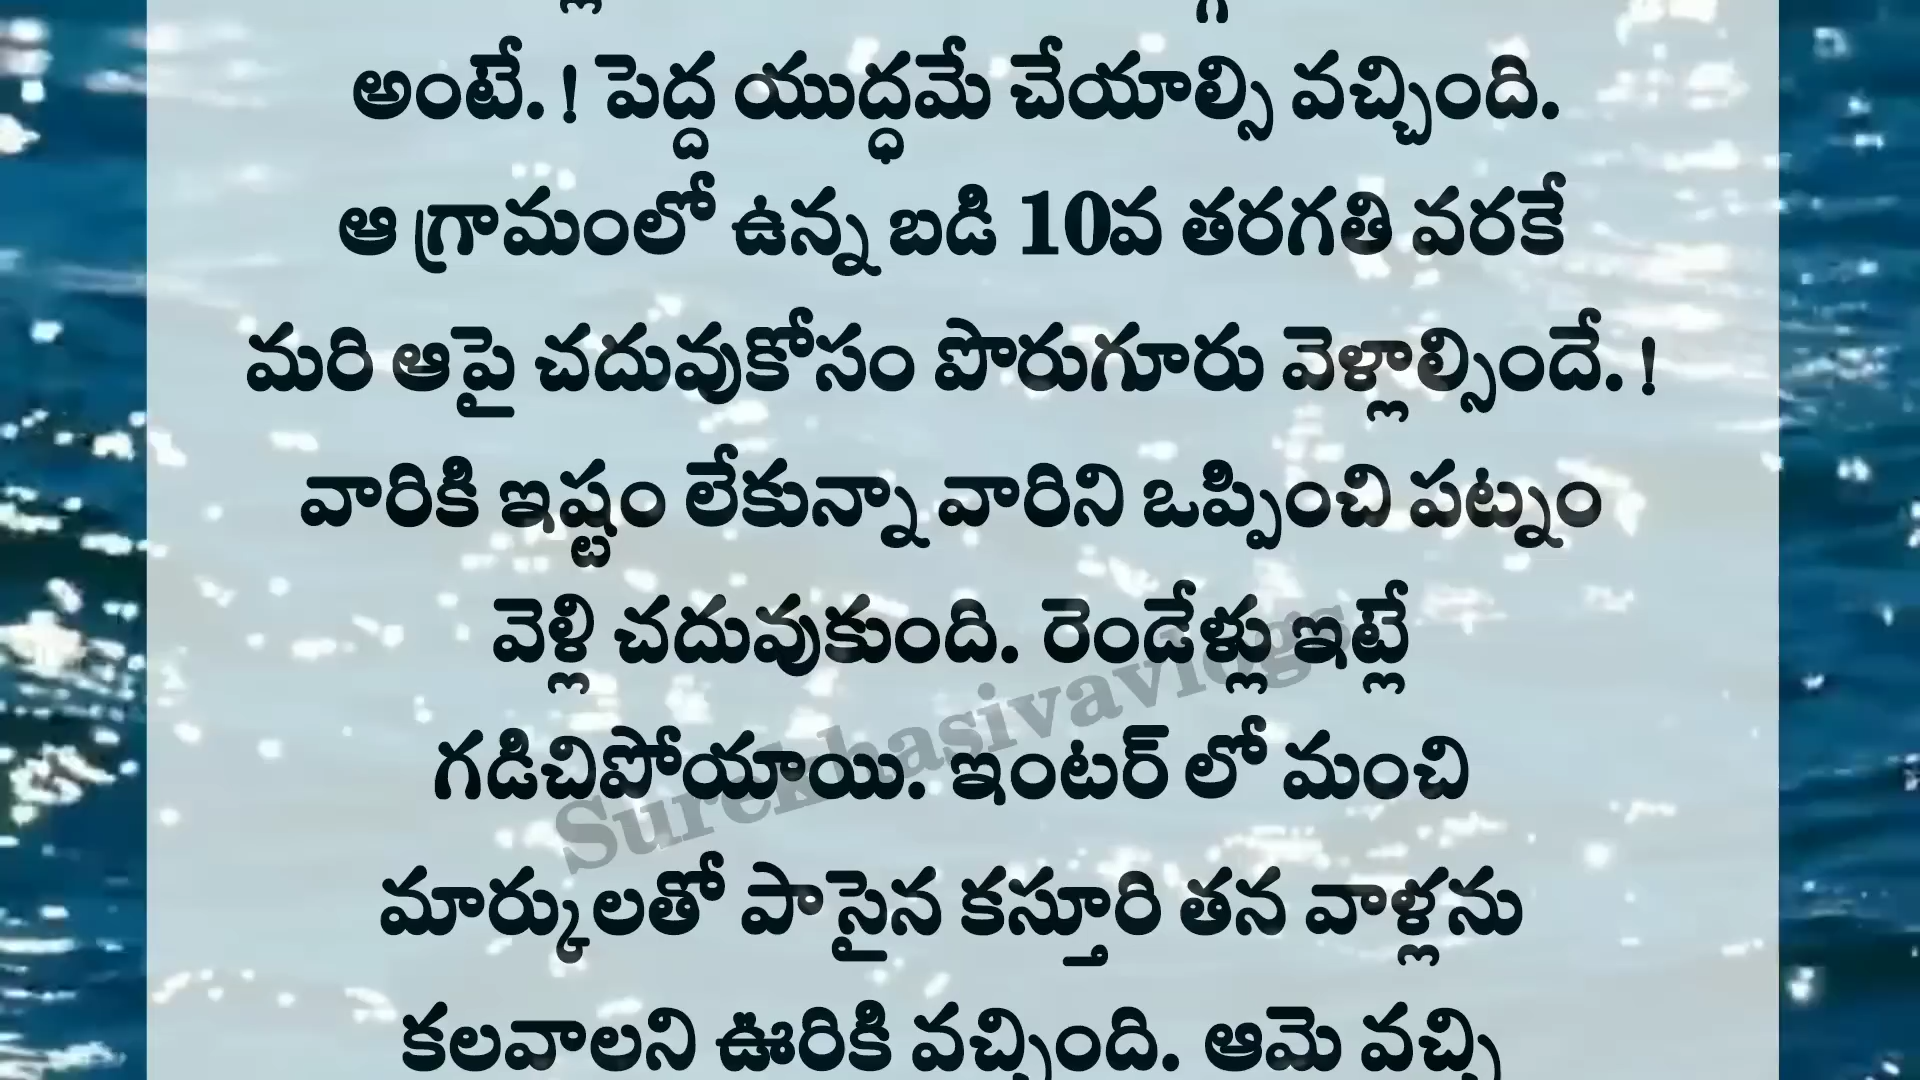 అంటే.! పెద్ద యుద్ధమే చేయాల్సి వచ్చింది.
ఆ గ్రామంలో ఉన్న బడి 10వ తరగతి వరకే
మరి ఆపై చదువుకోసం పొరుగూరు వెళ్లాల్సిందే.!
వారికి ఇష్టం లేకున్నా వారిని ఒప్పించి పట్నం
వెళ్లి చదువుకుంది. రెండేళ్లు ఇట్లే
గడిచిపోయాయి. ఇంటర్ లో మంచి
మార్కులతో పాసైన కస్తూరి తన వాళ్లను
కలవాలని ఊరికి వచ్చింది. ఆమె వచ్చి
Surekhasivavlogs